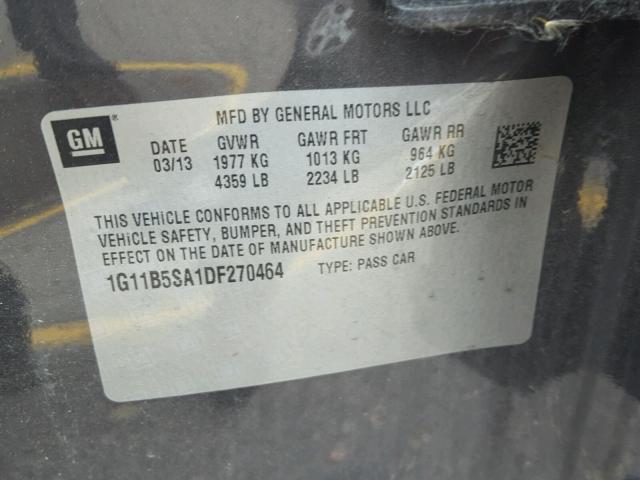 GM
MFD BY GENERAL MOTORS LLC
DATE GVWR GAWR FRT GAWR RR
03/13 1977 KG 1013 KG 964 KG
4359 LB 2234 LB 2125 LB
THIS VEHICLE CONFORMS TO ALL APPLICABLE U.S. FEDERAL MOTOR
VEHICLE SAFETY, BUMPER, AND THEFT PREVENTION STANDARDS IN
EFFECT ON THE DATE OF MANUFACTURE SHOWN ABOVE.
1G11B5SA1DF270464 TYPE: PASS CAR